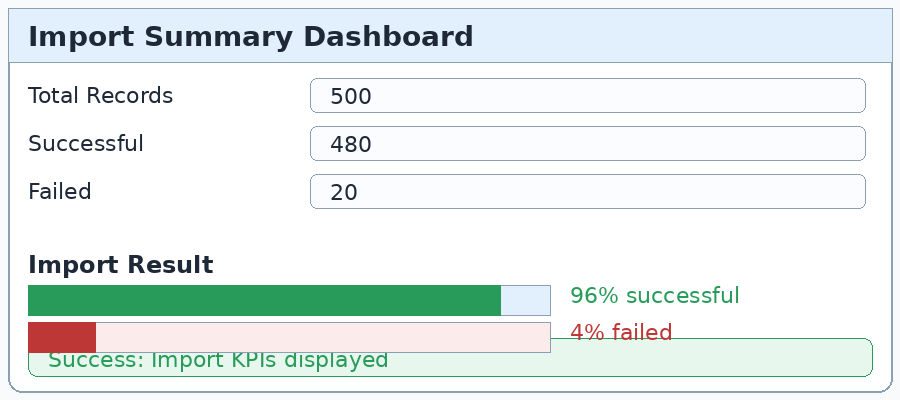 Import Summary Dashboard
Total Records 500
Successful 480
Failed 20
Import Result
96% successful
4% failed
Success: Import KPIs displayed